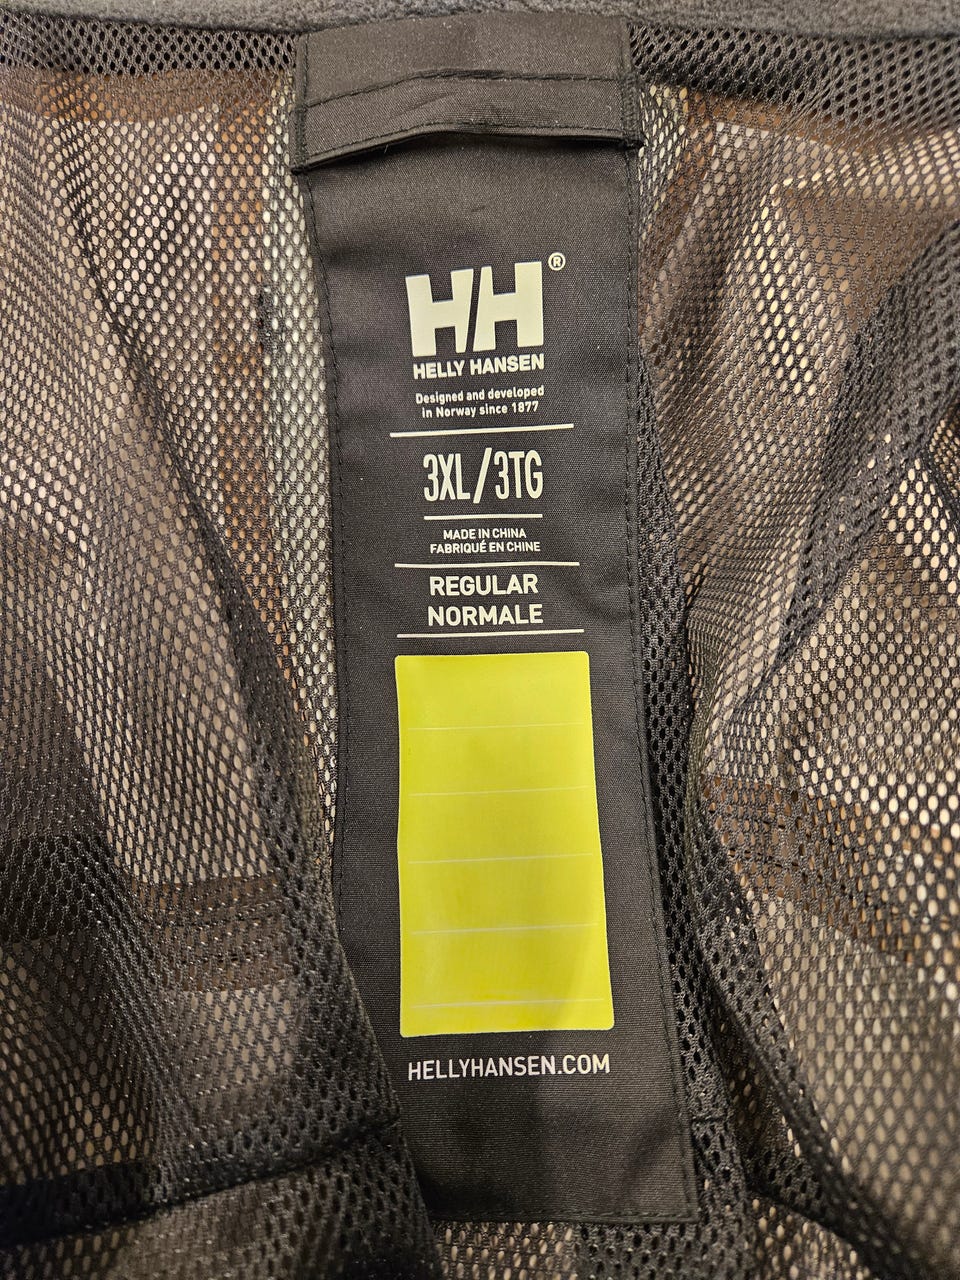 HH®
HELLY HANSEN
Designed and developed
in Norway since 1877
3XL/3TG
MADE IN CHINA
FABRIQUÉ EN CHINE
REGULAR
NORMALE
HELLYHANSEN.COM